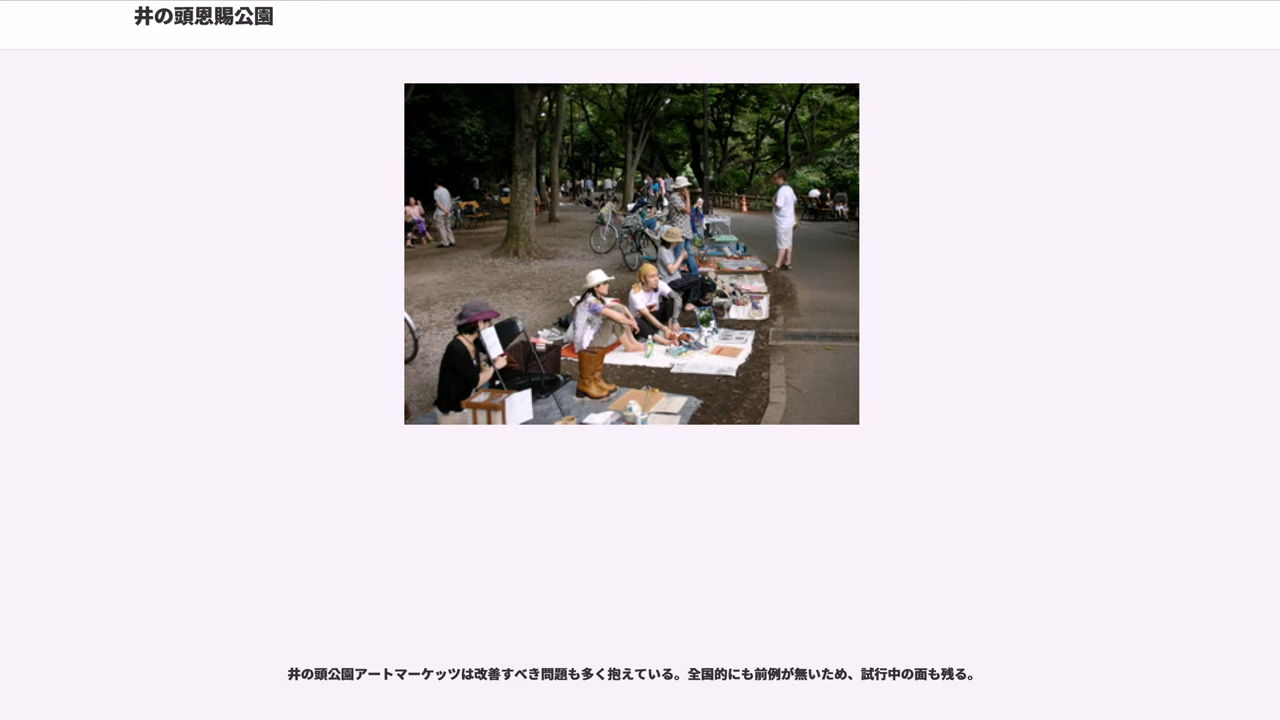 井の頭恩賜公園
井の頭公園アートマーケッツは改善すべき問題も多く抱えている。全国的にも前例が無いため、試行中の面も残る。